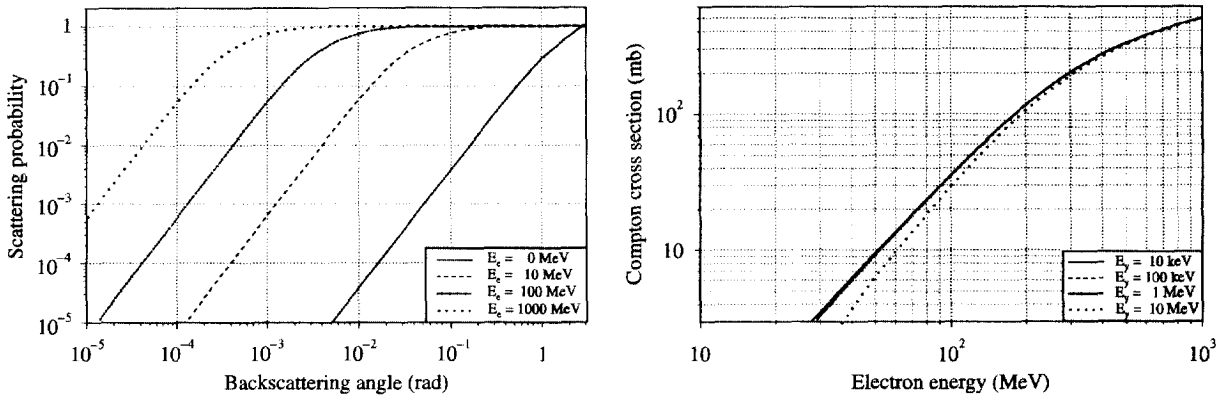 Scattering probability
1
10⁻¹
10⁻²
10⁻³
10⁻⁴
10⁻⁵
10⁻⁵ 10⁻⁴ 10⁻³ 10⁻² 10⁻¹ 1
Backscattering angle (rad)
E_e = 0 MeV
E_e = 10 MeV
E_e = 100 MeV
E_e = 1000 MeV
Compton cross section (mb)
10²
10
10 10² 10³
Electron energy (MeV)
E_γ = 10 keV
E_γ = 100 keV
E_γ = 1 MeV
E_γ = 10 MeV